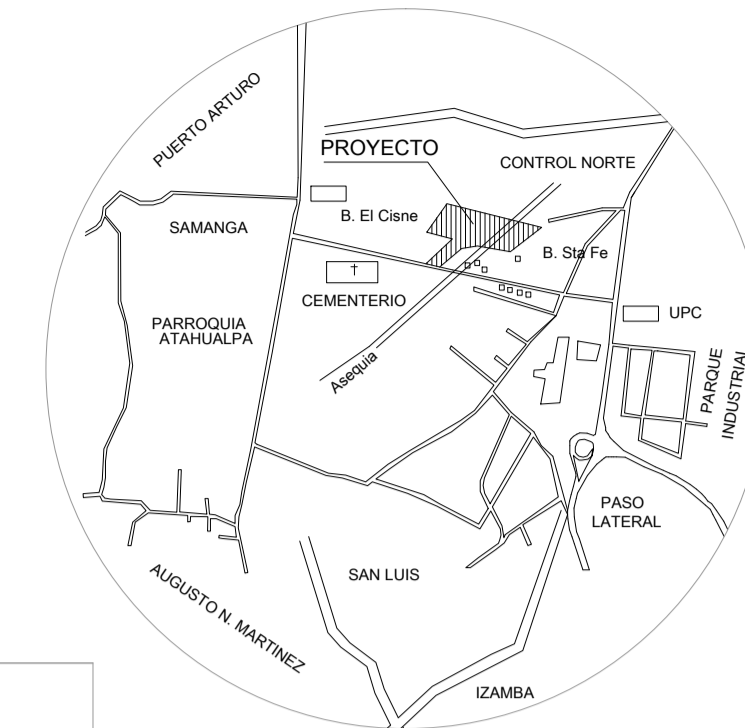 PUERTO ARTURO
PROYECTO
CONTROL NORTE
SAMANGA
B. El Cisne
B. Sta Fe
CEMENTERIO
UPC
PARROQUIA
ATAHUALPA
Asequia
PARQUE
INDUSTRIAL
PASO
LATERAL
AUGUSTO N. MARTINEZ
SAN LUIS
IZAMBA